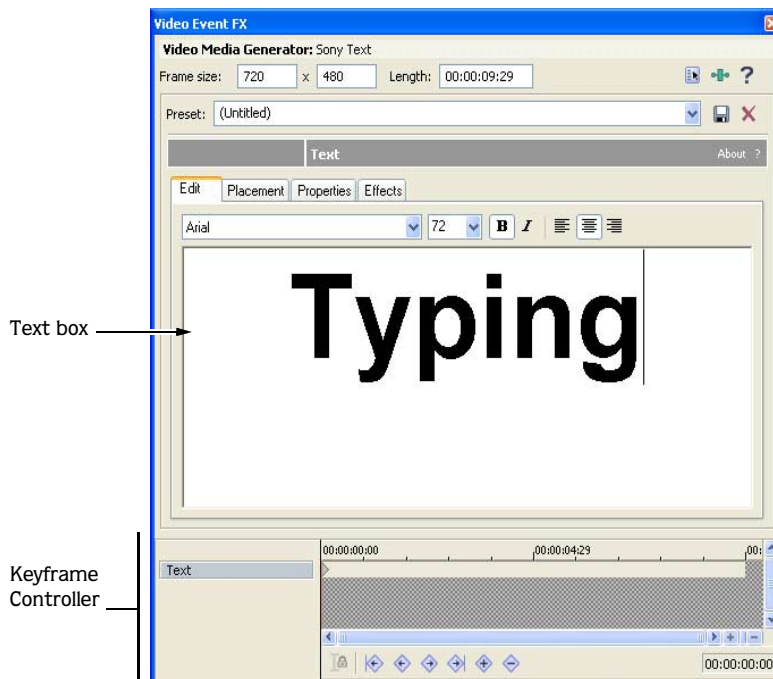 Video Event FX
Video Media Generator: Sony Text
Frame size: 720 x 480 Length: 00:00:09:29
?
Preset: (Untitled)
Text About ?
Edit Placement Properties Effects
Arial 72 B I
Typing
Text box
00:00:00:00 00:00:04:29 00:
Text
Keyframe
Controller
00:00:00:00